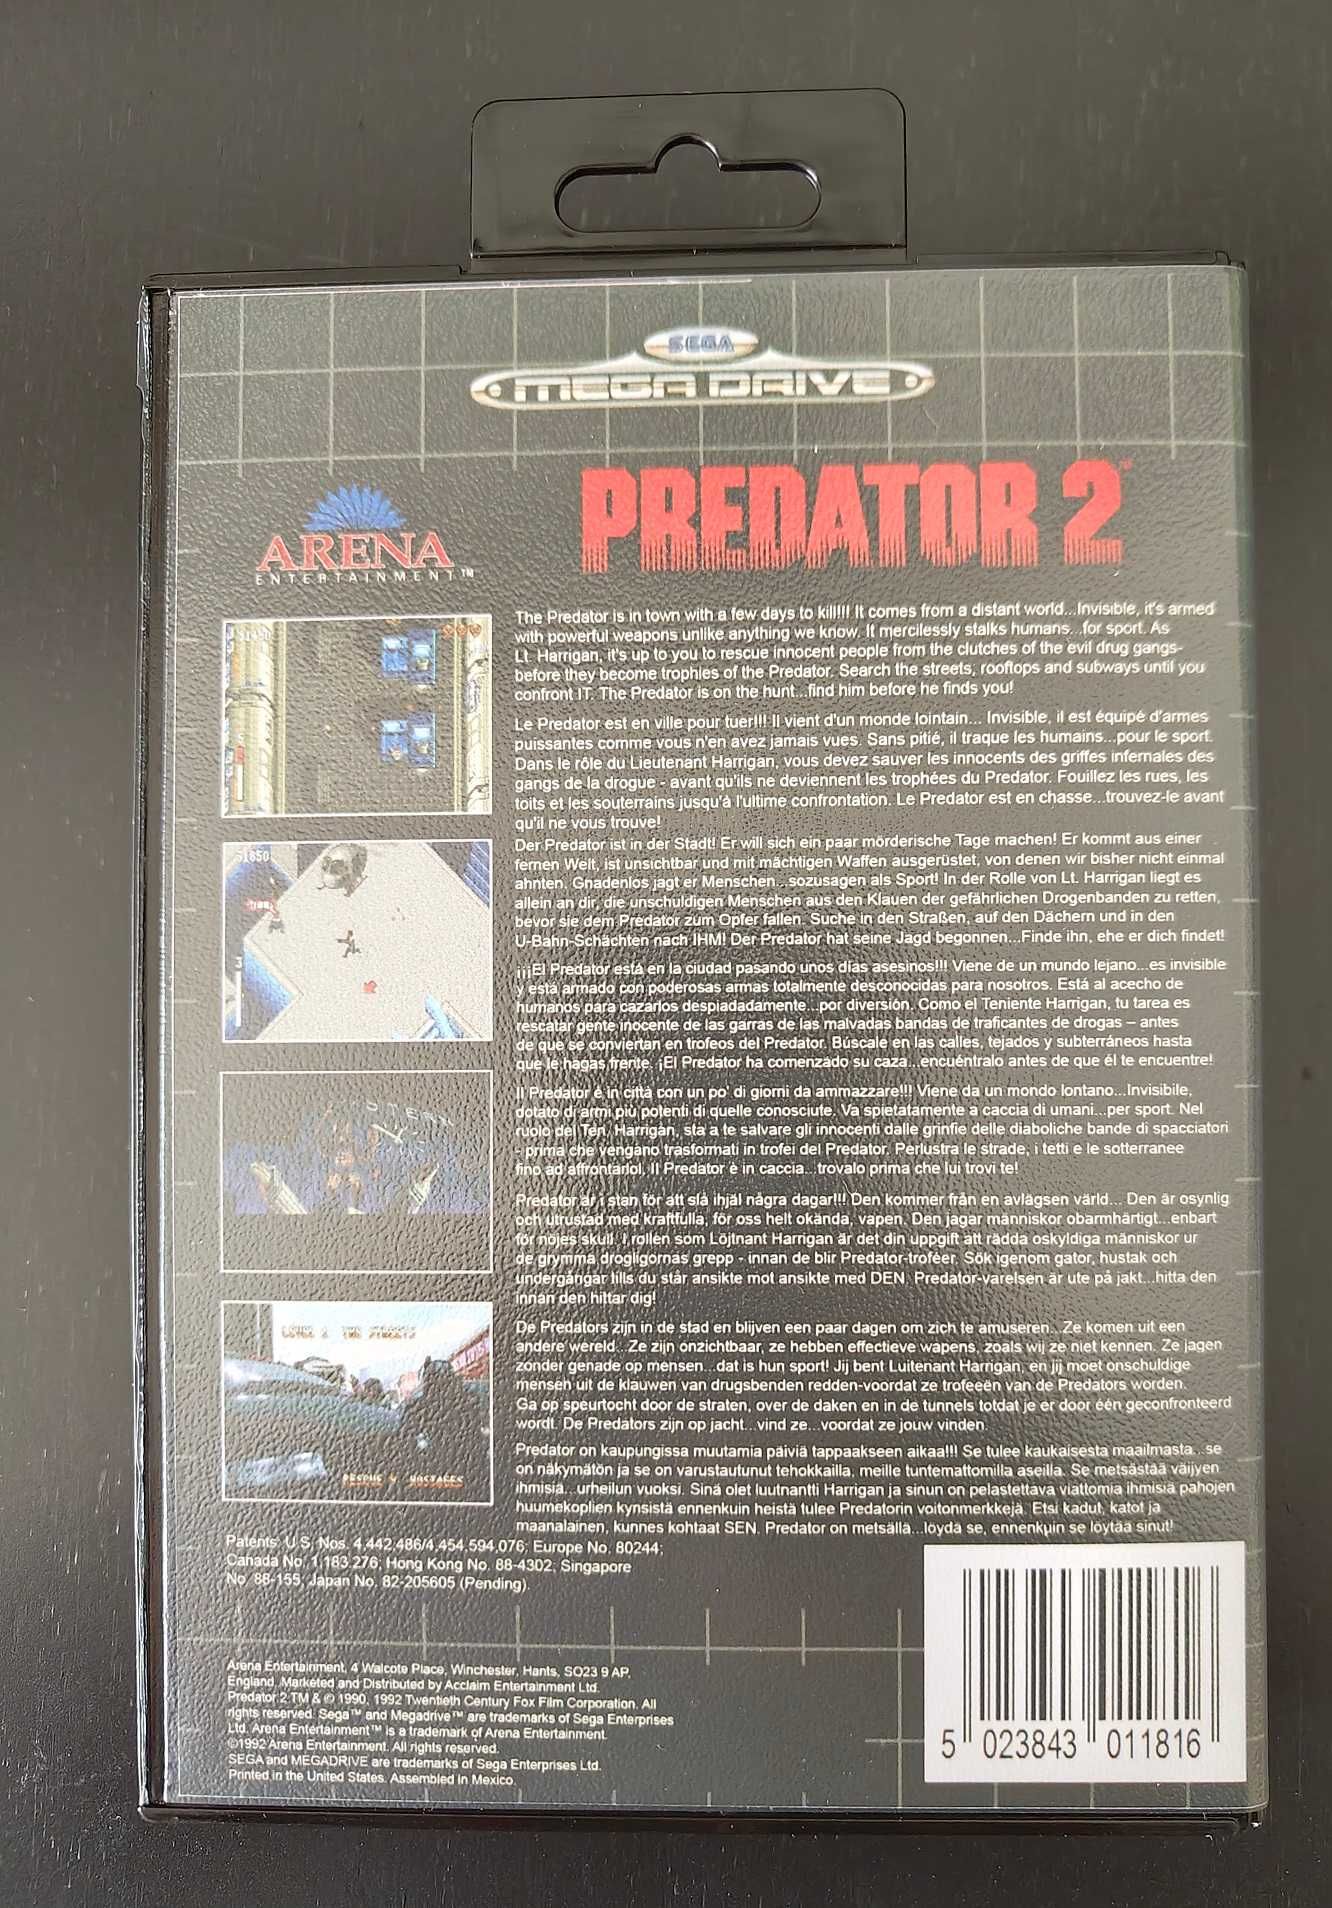 SEGA
MEGA DRIVE
PREDATOR 2™
ARENA
ENTERTAINMENT™
The Predator is in town with a few days to kill!!! It comes from a distant world...Invisible, it's armed
with powerful weapons unlike anything we know. It mercilessly stalks humans...for sport. As
Lt. Harrigan, it's up to you to rescue innocent people from the clutches of the evil drug gangs-
before they become trophies of the Predator. Search the streets, rooftops and subways until you
confront IT. The Predator is on the hunt...find him before he finds you!
Le Predator est en ville pour tuer!!! Il vient d'un monde lointain... Invisible, il est équipé d'armes
puissantes comme vous n'en avez jamais vues. Sans pitié, il traque les humains...pour le sport.
Dans le rôle du Lieutenant Harrigan, vous devez sauver les innocents des griffes infernales des
gangs de la drogue - avant qu'ils ne deviennent les trophées du Predator. Fouillez les rues, les
toits et les souterrains jusqu'à l'ultime confrontation. Le Predator est en chasse...trouvez-le avant
qu'il ne vous trouve!
Der Predator ist in der Stadt! Er will sich ein paar mörderische Tage machen! Er kommt aus einer
fernen Welt, ist unsichtbar und mit mächtigen Waffen ausgerüstet, von denen wir bisher nicht einmal
ahnten. Gnadenlos jagt er Menschen...sozusagen als Sport! In der Rolle von Lt. Harrigan liegt es
allein an dir, die unschuldigen Menschen aus den Klauen der gefährlichen Drogenbanden zu retten,
bevor sie dem Predator zum Opfer fallen. Suche in den Straßen, auf den Dächern und in den
U-Bahn-Schächten nach IHM! Der Predator hat seine Jagd begonnen...Finde ihn, ehe er dich findet!
¡¡¡El Predator está en la ciudad pasando unos días asesinos!!! Viene de un mundo lejano...es invisible
y está armado con poderosas armas totalmente desconocidas para nosotros. Está al acecho de
humanos para cazarlos despiadadamente...por diversión. Como el Teniente Harrigan, tu tarea es
rescatar gente inocente de las garras de las malvadas bandas de traficantes de drogas – antes
de que se conviertan en trofeos del Predator. Búscale en las calles, tejados y subterráneos hasta
que le hagas frente. ¡El Predator ha comenzado su caza...encuéntralo antes de que él te encuentre!
Il Predator è in città con un po' di giorni da ammazzare!!! Viene da un mondo lontano...Invisibile,
dotato di armi più potenti di quelle conosciute. Va spietatamente a caccia di umani...per sport. Nel
ruolo del Ten. Harrigan, sta a te salvare gli innocenti dalle grinfie delle diaboliche bande di spacciatori
- prima che vengano trasformati in trofei del Predator. Perlustra le strade, i tetti e le sotterranee
fino ad affrontarlol. Il Predator è in caccia...trovalo prima che lui trovi te!
Predator är i stan för att slå ihjäl några dagar!!! Den kommer från en avlägsen värld... Den är osynlig
och utrustad med kraftfulla, för oss helt okända, vapen. Den jagar människor obarmhärtigt...enbart
för nöjes skull. I rollen som Löjtnant Harrigan är det din uppgift att rädda oskyldiga människor ur
de grymma drogligornas grepp - innan de blir Predator-troféer. Sök igenom gator, hustak och
undergångar tills du står ansikte mot ansikte med DEN. Predator-varelsen är ute på jakt...hitta den
innan den hittar dig!
De Predators zijn in de stad en blijven een paar dagen om zich te amuseren...Ze komen uit een
andere wereld...Ze zijn onzichtbaar, ze hebben effectieve wapens, zoals wij ze niet kennen. Ze jagen
zonder genade op mensen...dat is hun sport! Jij bent Luitenant Harrigan, en jij moet onschuldige
mensen uit de klauwen van drugsbenden redden-voordat ze trofeeën van de Predators worden.
Ga op speurtocht door de straten, over de daken en in de tunnels totdat je er door één geconfronteerd
wordt. De Predators zijn op jacht...vind ze...voordat ze jouw vinden.
Predator on kaupungissa muutamia päiviä tappaakseen aikaa!!! Se tulee kaukaisesta maailmasta...se
on näkymätön ja se on varustautunut tehokkailla, meille tuntemattomilla aseilla. Se metsästää väijyen
ihmisiä...urheilun vuoksi. Sinä olet luutnantti Harrigan ja sinun on pelastettava viattomia ihmisiä pahojen
huumekoplien kynsistä ennenkuin heistä tulee Predatorin voitonmerkkejä. Etsi kadut, katot ja
maanalainen, kunnes kohtaat SEN. Predator on metsällä...löydä se, ennenkuin se löytää sinut!
51850
LEVEL 1 THE STREETS
RESCUE 4 HOSTAGES
Patents: U.S. Nos. 4,442,486/4,454,594,076; Europe No. 80244;
Canada No. 1,183,276; Hong Kong No. 88-4302; Singapore
No. 88-155; Japan No. 82-205605 (Pending).
Arena Entertainment, 4 Walcote Place, Winchester, Hants, SO23 9 AP,
England. Marketed and Distributed by Acclaim Entertainment Ltd.
Predator 2 TM & © 1990, 1992 Twentieth Century Fox Film Corporation. All
rights reserved. Sega™ and Megadrive™ are trademarks of Sega Enterprises
Ltd. Arena Entertainment™ is a trademark of Arena Entertainment.
©1992 Arena Entertainment. All rights reserved.
SEGA and MEGADRIVE are trademarks of Sega Enterprises Ltd.
Printed in the United States. Assembled in Mexico.
5 023843 011816